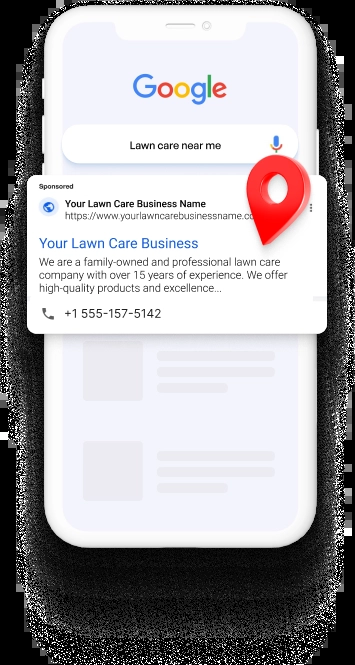 Google
Lawn care near me
Sponsored
Your Lawn Care Business Name
https://www.yourlawncarebusinessname.co
Your Lawn Care Business
We are a family-owned and professional lawn care
company with over 15 years of experience. We offer
high-quality products and excellence...
+1 555-157-5142